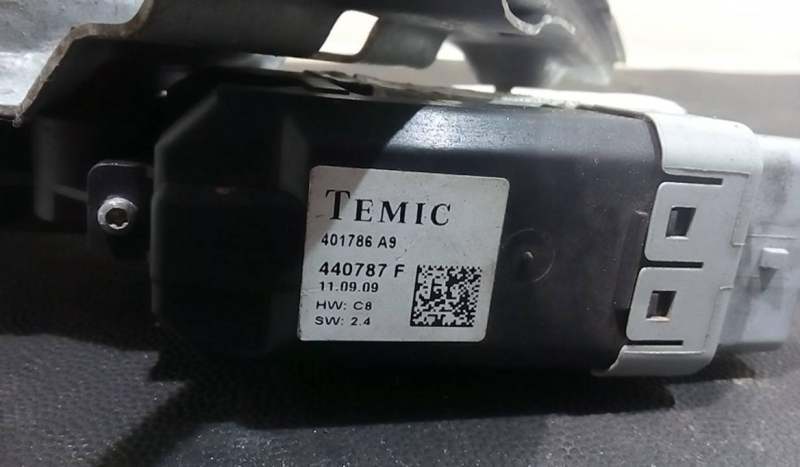 TEMIC
401786 A9
440787 F
11.09.09
HW: C8
SW: 2.4